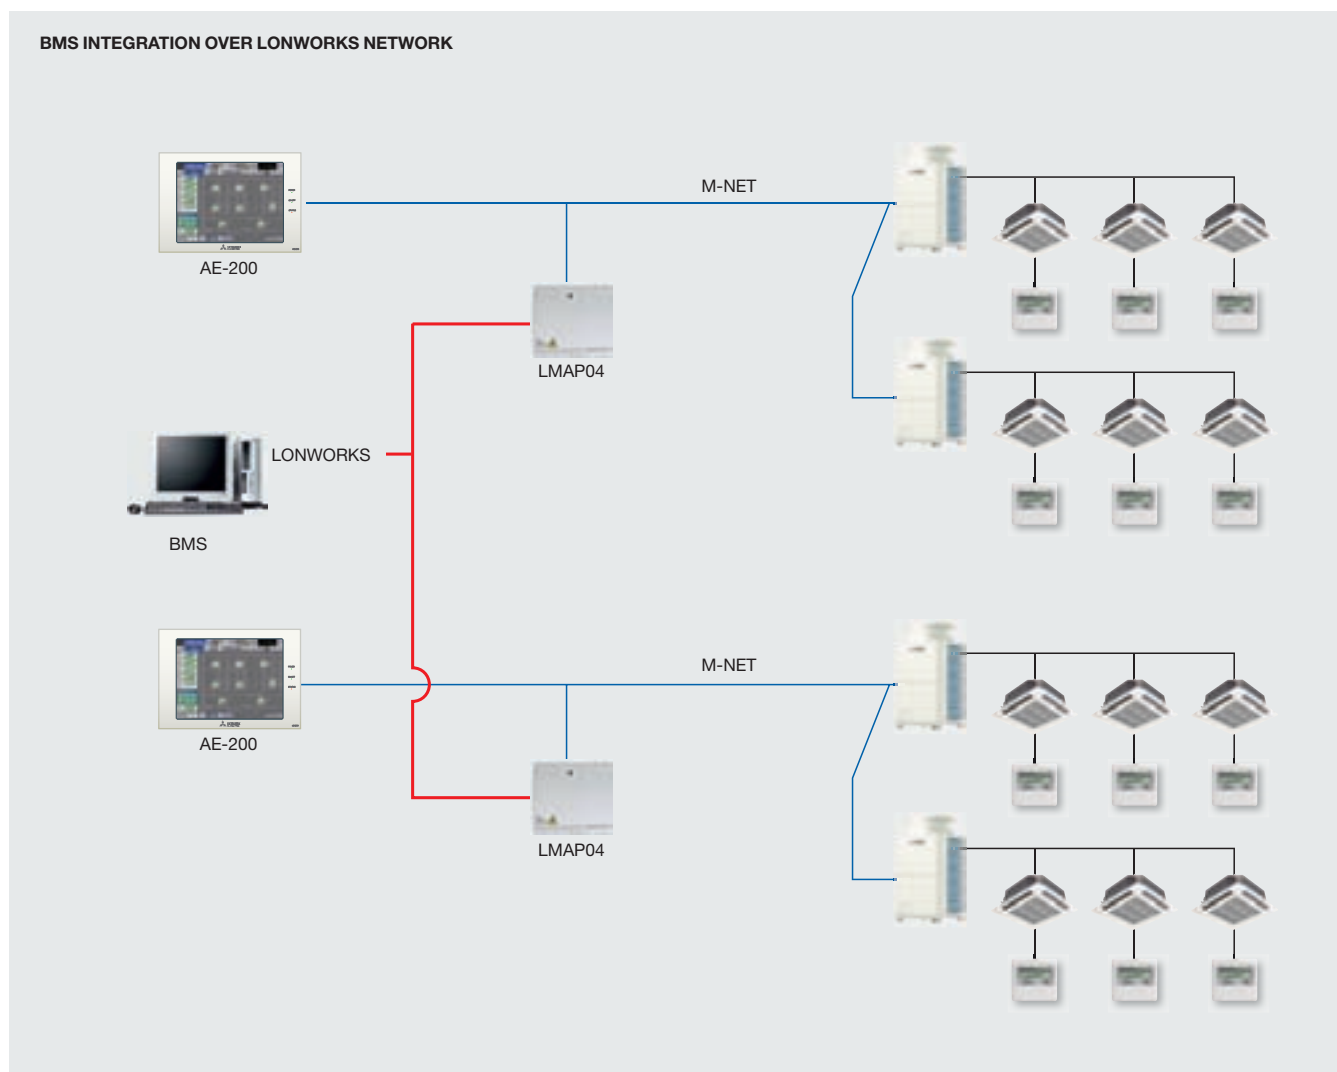 BMS INTEGRATION OVER LONWORKS NETWORK
M-NET
AE-200
LMAP04
LONWORKS
BMS
M-NET
AE-200
LMAP04